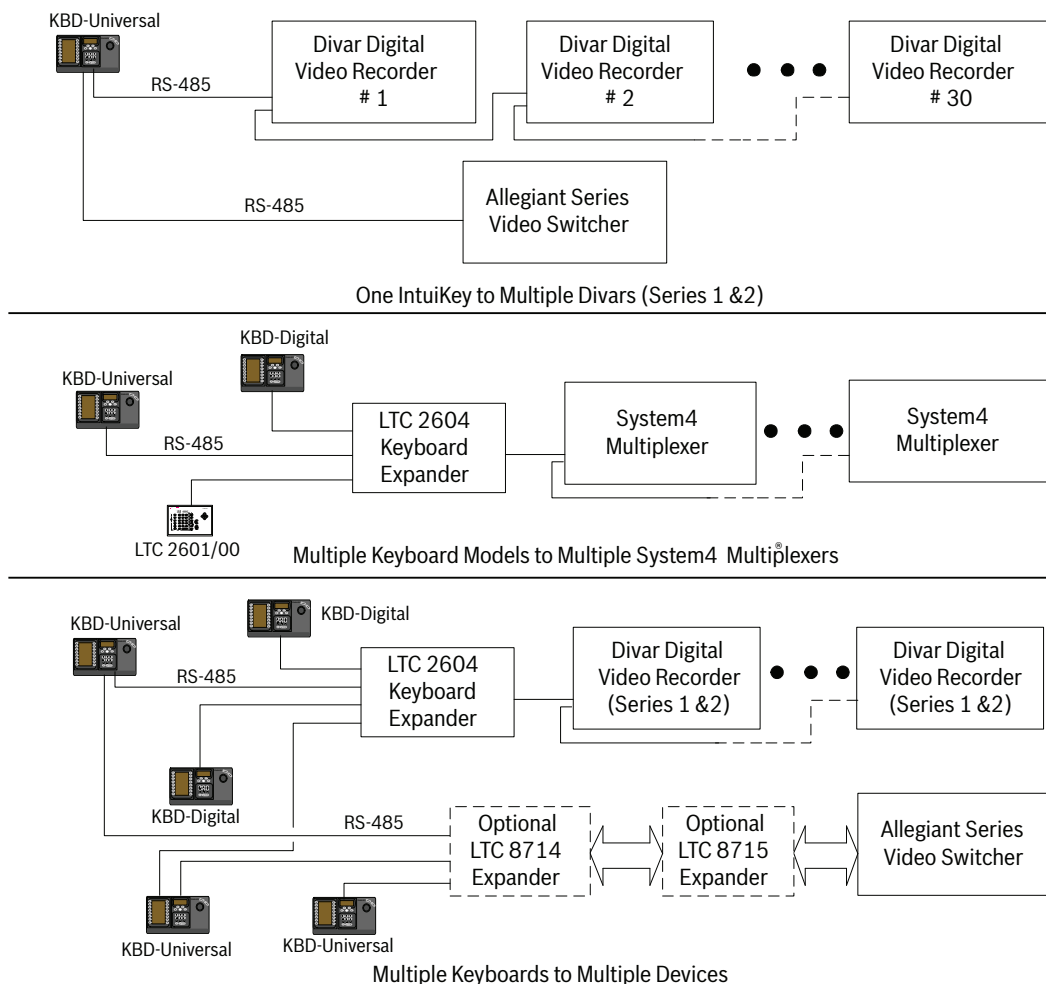 KBD-Universal
RS-485
Divar Digital
Video Recorder
# 1
Divar Digital
Video Recorder
# 2
Divar Digital
Video Recorder
# 30
RS-485
Allegiant Series
Video Switcher
One IntuiKey to Multiple Divars (Series 1 &2)
KBD-Digital
KBD-Universal
RS-485
LTC 2604
Keyboard
Expander
System4
Multiplexer
System4
Multiplexer
LTC 2601/00
Multiple Keyboard Models to Multiple System4 Multiplexers®
KBD-Digital
KBD-Universal
RS-485
LTC 2604
Keyboard
Expander
Divar Digital
Video Recorder
(Series 1 &2)
Divar Digital
Video Recorder
(Series 1 &2)
KBD-Digital
RS-485
Optional
LTC 8714
Expander
Optional
LTC 8715
Expander
Allegiant Series
Video Switcher
KBD-Universal
KBD-Universal
Multiple Keyboards to Multiple Devices